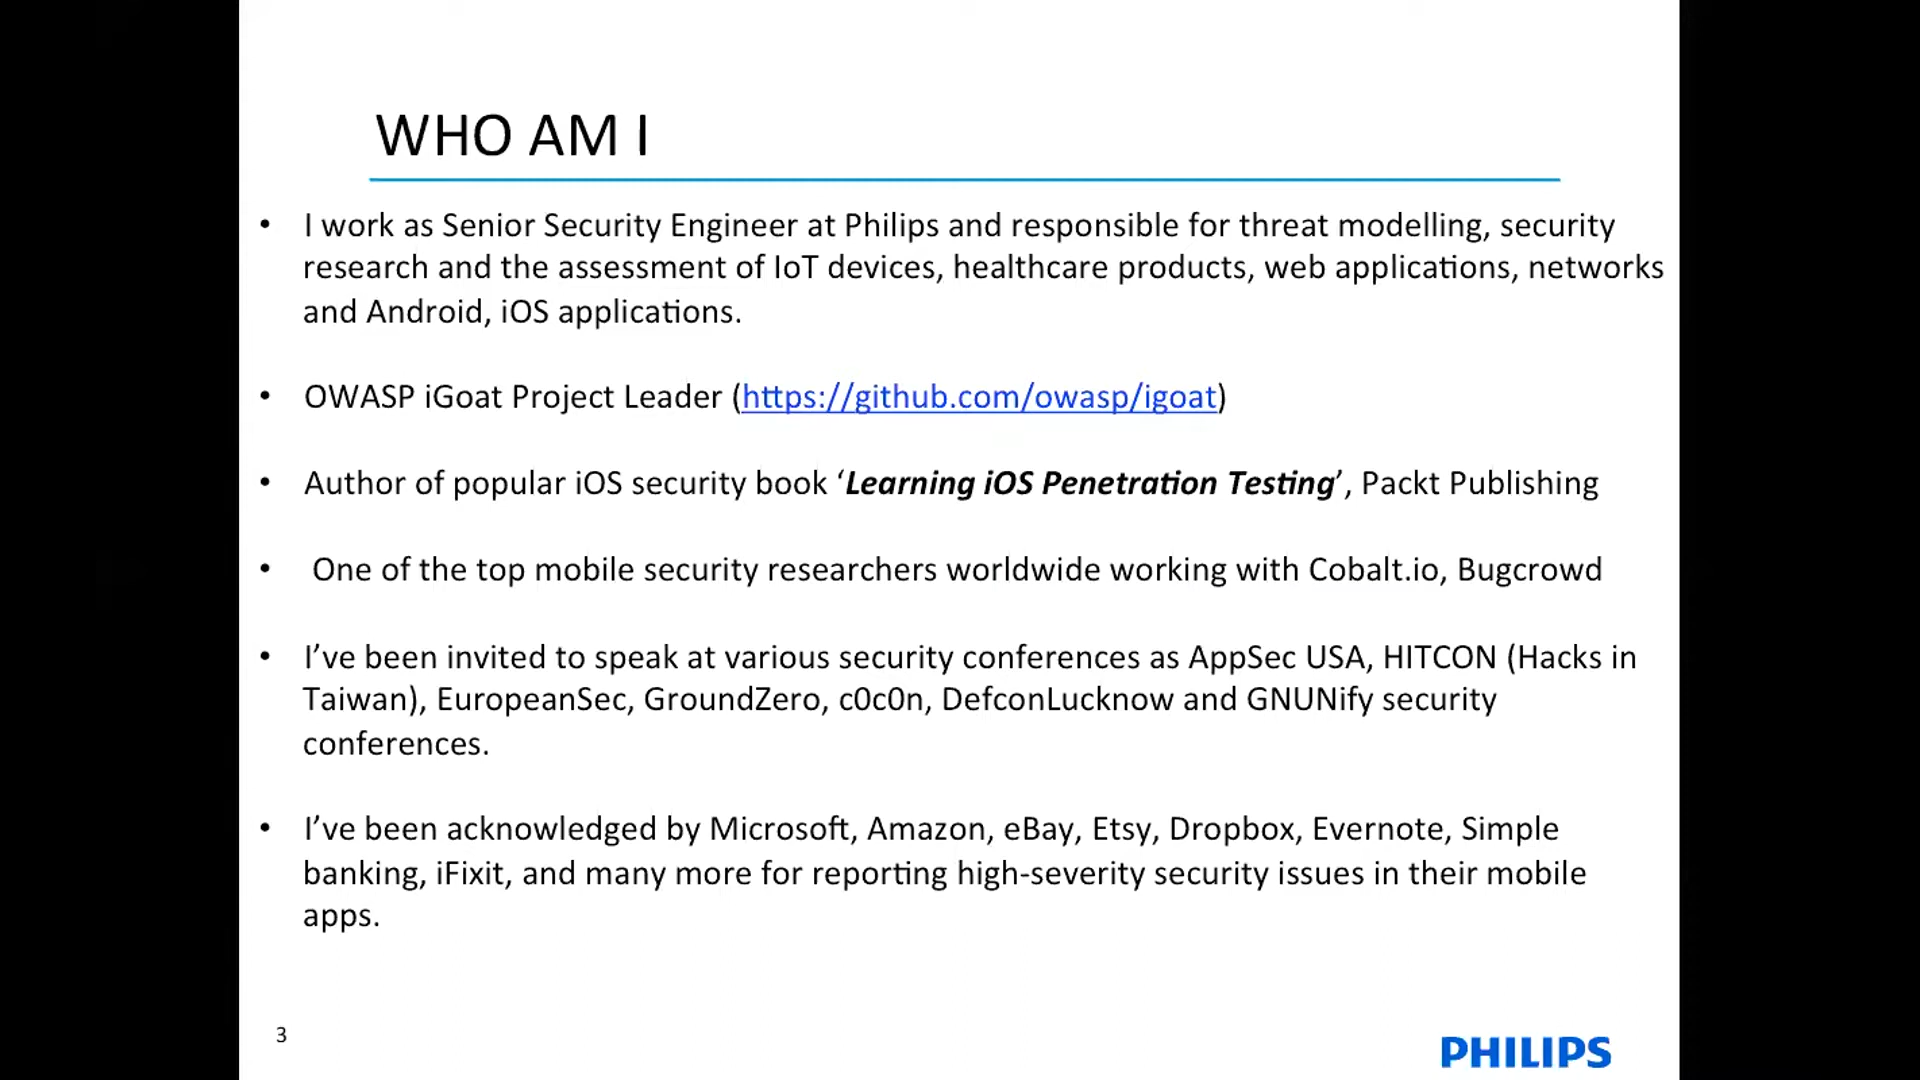 WHO AM I
• I work as Senior Security Engineer at Philips and responsible for threat modelling, security
research and the assessment of IoT devices, healthcare products, web applications, networks
and Android, iOS applications.
• OWASP iGoat Project Leader (https://github.com/owasp/igoat)
• Author of popular iOS security book ‘Learning iOS Penetration Testing’, Packt Publishing
• One of the top mobile security researchers worldwide working with Cobalt.io, Bugcrowd
• I’ve been invited to speak at various security conferences as AppSec USA, HITCON (Hacks in
Taiwan), EuropeanSec, GroundZero, c0c0n, DefconLucknow and GNUNify security
conferences.
• I’ve been acknowledged by Microsoft, Amazon, eBay, Etsy, Dropbox, Evernote, Simple
banking, iFixit, and many more for reporting high-severity security issues in their mobile
apps.
3
PHILIPS